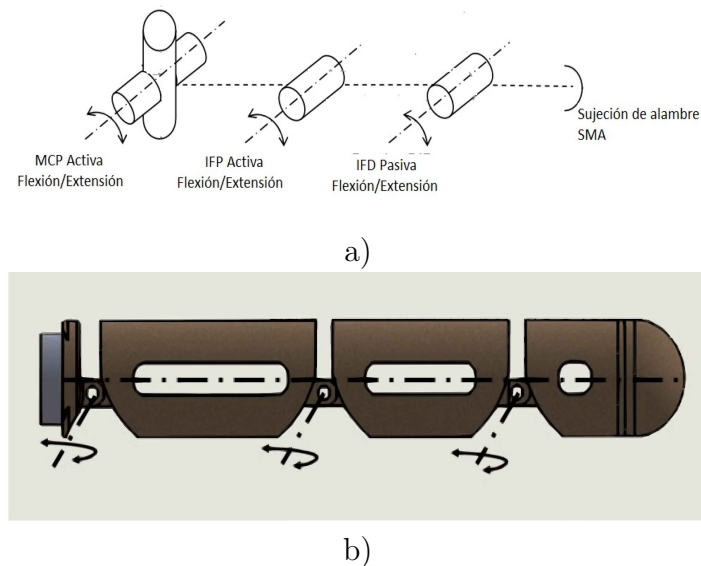 MCP Activa
Flexión/Extensión
IFP Activa
Flexión/Extensión
IFD Pasiva
Flexión/Extensión
Sujeción de alambre
SMA
a)
b)